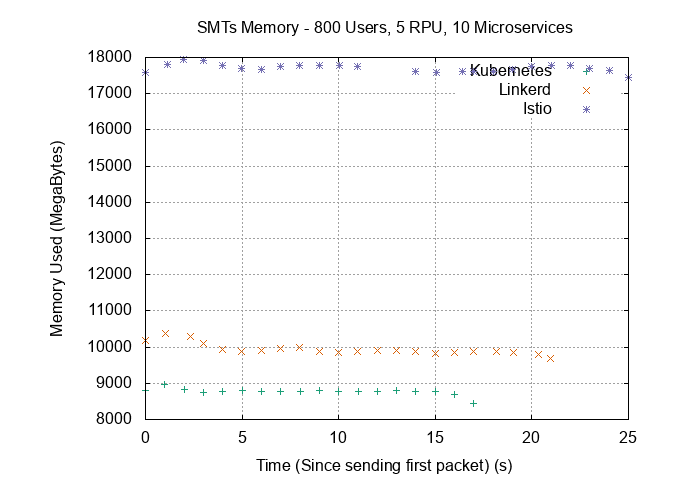 SMTs Memory - 800 Users, 5 RPU, 10 Microservices
18000
17000
16000
15000
14000
13000
12000
11000
10000
9000
8000
Memory Used (MegaBytes)
Kubernetes
Linkerd
Istio
0 5 10 15 20 25
Time (Since sending first packet) (s)